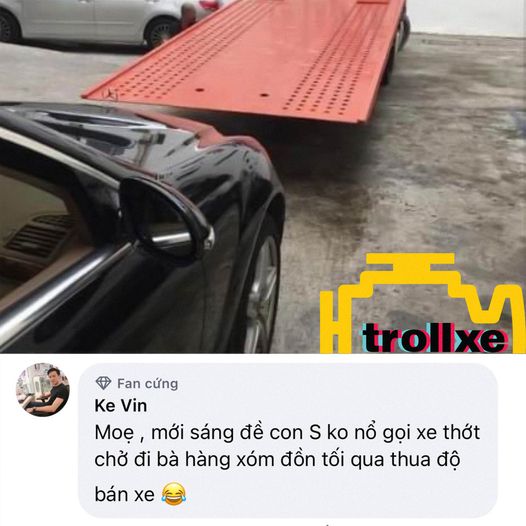 trollxe
Fan cứng
Ke Vin
Moẹ , mới sáng đề con S ko nổ gọi xe thớt
chở đi bà hàng xóm đồn tối qua thua độ
bán xe 😂